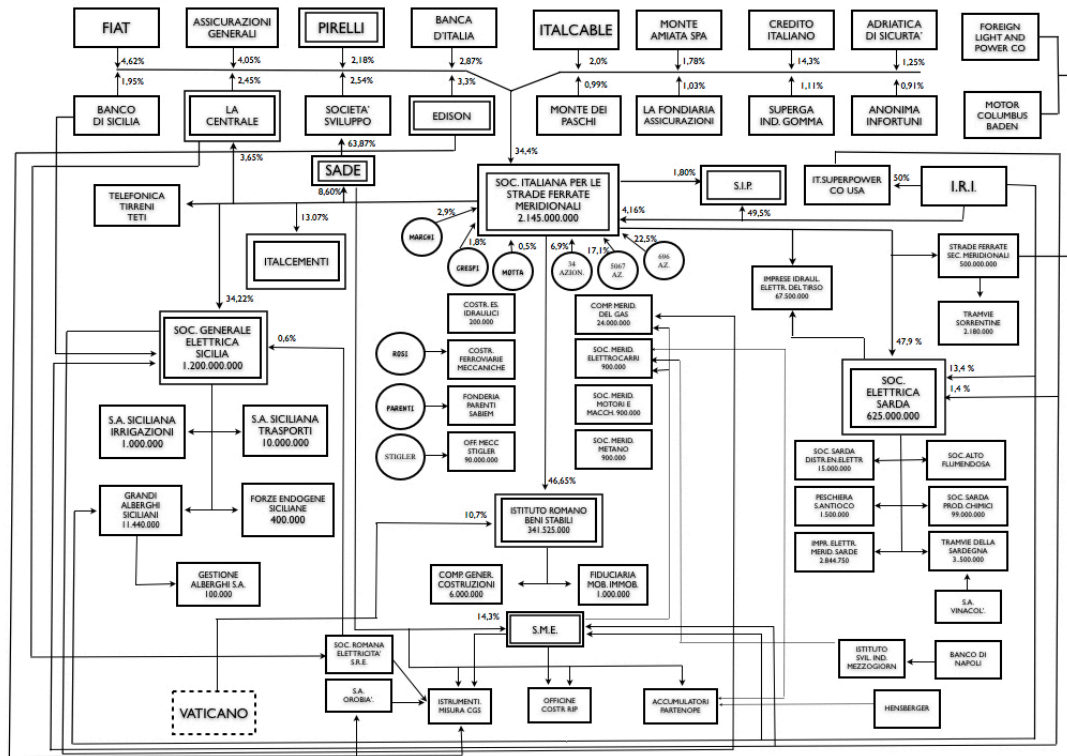 FIAT
ASSICURAZIONI
GENERALI
PIRELLI
BANCA
D'ITALIA
ITALCABLE
MONTE
AMIATA SPA
CREDITO
ITALIANO
ADRIATICA
DI SICURTA'
FOREIGN
LIGHT AND
POWER CO
4,62%
4,05%
2,18%
2,87%
2,0%
1,78%
14,3%
1,25%
1,95%
2,45%
2,54%
3,3%
0,99%
1,03%
1,11%
0,91%
BANCO
DI SICILIA
LA
CENTRALE
SOCIETA'
SVILUPPO
EDISON
MONTE DEI
PASCHI
LA FONDIARIA
ASSICURAZIONI
SUPERGA
IND. GOMMA
ANONIMA
INFORTUNI
MOTOR
COLUMBUS
BADEN
63,87%
3,65%
34,4%
SADE
8,60%
TELEFONICA
TIRRENI
TETI
SOC. ITALIANA PER LE
STRADE FERRATE
MERIDIONALI
2.145.000.000
1,80%
S.I.P.
IT.SUPERPOWER
CO USA
50%
I.R.I.
4,16%
49,5%
13.07%
ITALCEMENTI
2,9%
MARCHI
1,8%
CRESPI
0,5%
MOTTA
6,9%
34
AZION.
17,1%
5067
AZ.
22,5%
696
AZ.
STRADE FERRATE
SEC. MERIDIONALI
500.000.000
IMPRESE IDRAUL.
ELETTR. DEL TIRSO
67.500.000
TRAMVIE
SORRENTINE
2.180.000
34,22%
SOC. GENERALE
ELETTRICA
SICILIA
1.200.000.000
0,6%
COSTR. ES.
IDRAULICI
200.000
COMP. MERID.
DEL GAS
24.000.000
ROSI
COSTR.
FERROVIARIE
MECCANICHE
SOC. MERID.
ELETTROCARRI
900.000
47,9 %
13,4 %
1,4 %
SOC.
ELETTRICA
SARDA
625.000.000
PARENTI
FONDERIA
PARENTI
SABIEM
SOC. MERID.
MOTORI E
MACCH. 900.000
S.A. SICILIANA
IRRIGAZIONI
1.000.000
S.A. SICILIANA
TRASPORTI
10.000.000
STIGLER
OFF. MECC
STIGLER
90.000.000
SOC. MERID.
METANO
900.000
SOC. SARDA
DISTR.EN.ELETTR
15.000.000
SOC. ALTO
FLUMENDOSA
46,65%
GRANDI
ALBERGHI
SICILIANI
11.440.000
FORZE ENDOGENE
SICILIANE
400.000
10,7%
ISTITUTO ROMANO
BENI STABILI
341.525.000
PESCHIERA
S.ANTIOCO
1.500.000
SOC. SARDA
PROD. CHIMICI
99.000.000
IMPR. ELETTR.
MERID. SARDE
2.844.750
TRAMVIE DELLA
SARDEGNA
3.500.000
GESTIONE
ALBERGHI S.A.
100.000
COMP. GENER.
COSTRUZIONI
6.000.000
FIDUCIARIA
MOB. IMMOB.
1.000.000
S.A.
VINACOL'.
14,3%
S.M.E.
SOC. ROMANA
ELETTRICITA'
S.R.E.
ISTITUTO
SVIL. IND.
MEZZOGIORN
BANCO DI
NAPOLI
VATICANO
S.A.
OROBIA'.
ISTRUMENTI.
MISURA CGS
OFFICINE
COSTR RIP
ACCUMULATORI
PARTENOPE
HENSBERGER